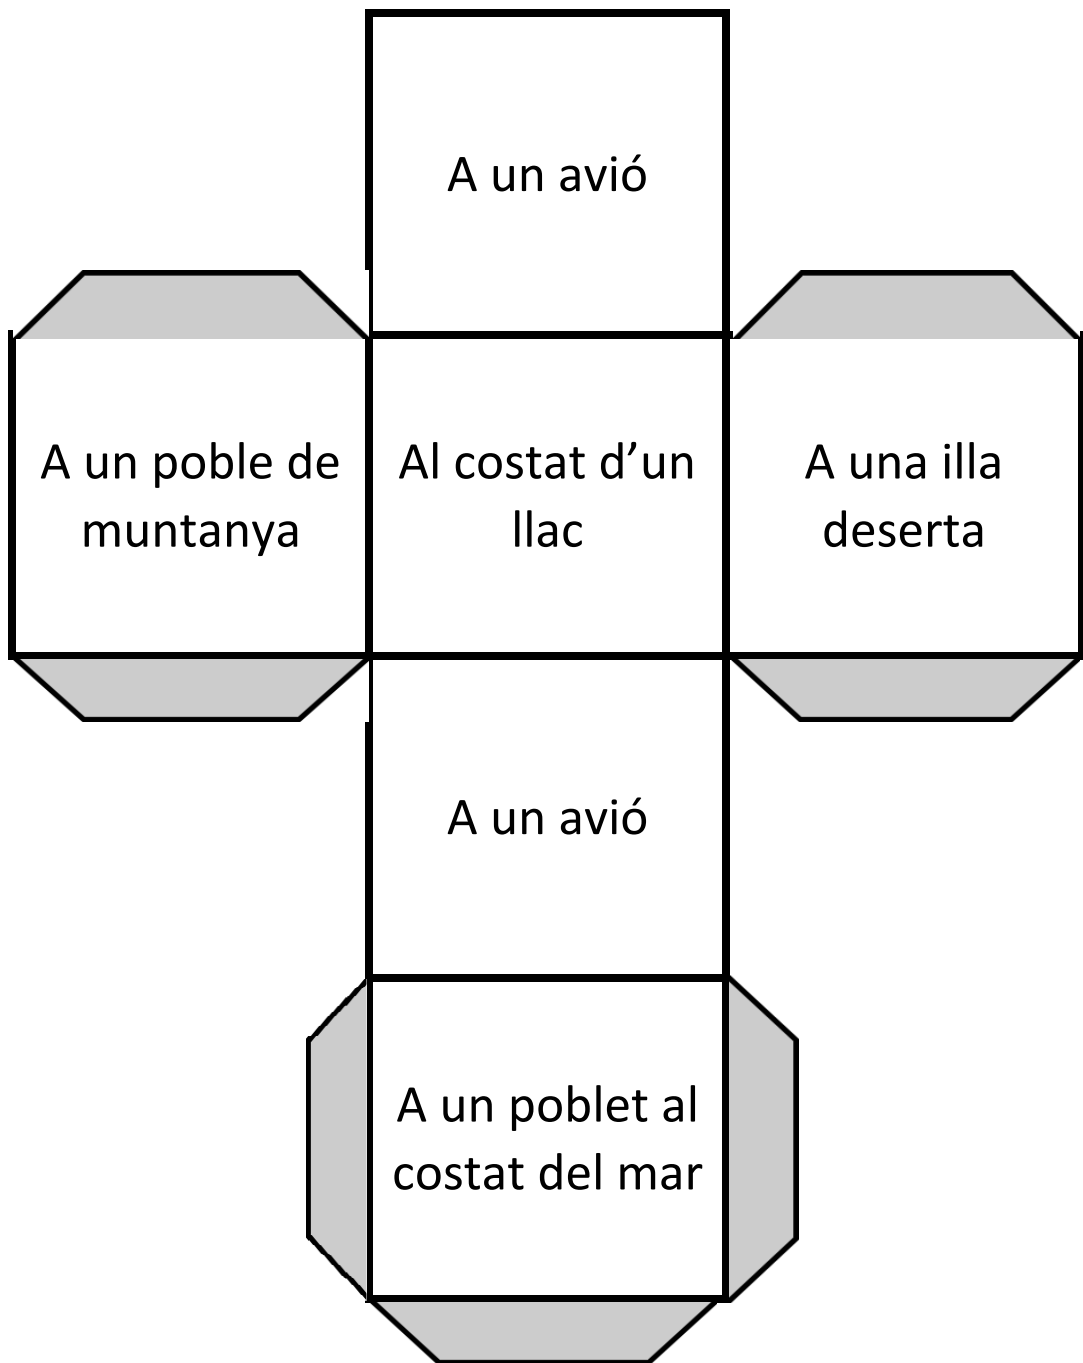 A un avió
A un poble de
muntanya
Al costat d’un
llac
A una illa
deserta
A un avió
A un poblet al
costat del mar